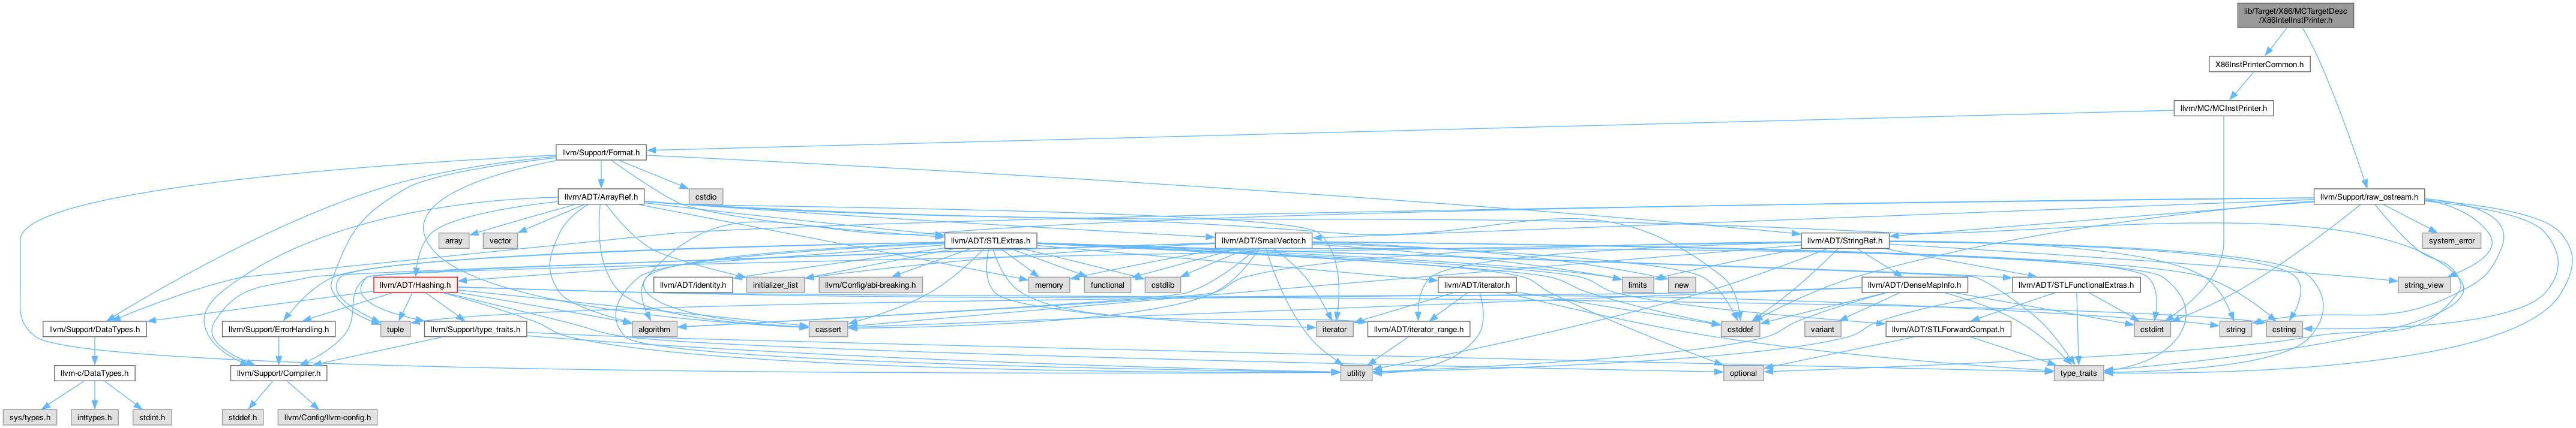 lib/Target/X86/MCTargetDesc
/X86IntelInstPrinter.h
X86InstPrinterCommon.h
llvm/MC/MCInstPrinter.h
llvm/Support/Format.h
llvm/ADT/ArrayRef.h
cstdio
llvm/Support/raw_ostream.h
array
vector
llvm/ADT/STLExtras.h
llvm/ADT/SmallVector.h
llvm/ADT/StringRef.h
system_error
llvm/ADT/Hashing.h
llvm/ADT/identity.h
initializer_list
llvm/Config/abi-breaking.h
memory
functional
cstdlib
llvm/ADT/iterator.h
limits
new
llvm/ADT/DenseMapInfo.h
llvm/ADT/STLFunctionalExtras.h
string_view
llvm/Support/DataTypes.h
llvm/Support/ErrorHandling.h
tuple
llvm/Support/type_traits.h
algorithm
cassert
iterator
llvm/ADT/iterator_range.h
cstddef
variant
llvm/ADT/STLForwardCompat.h
cstdint
string
cstring
llvm-c/DataTypes.h
llvm/Support/Compiler.h
utility
optional
type_traits
sys/types.h
inttypes.h
stdint.h
stddef.h
llvm/Config/llvm-config.h